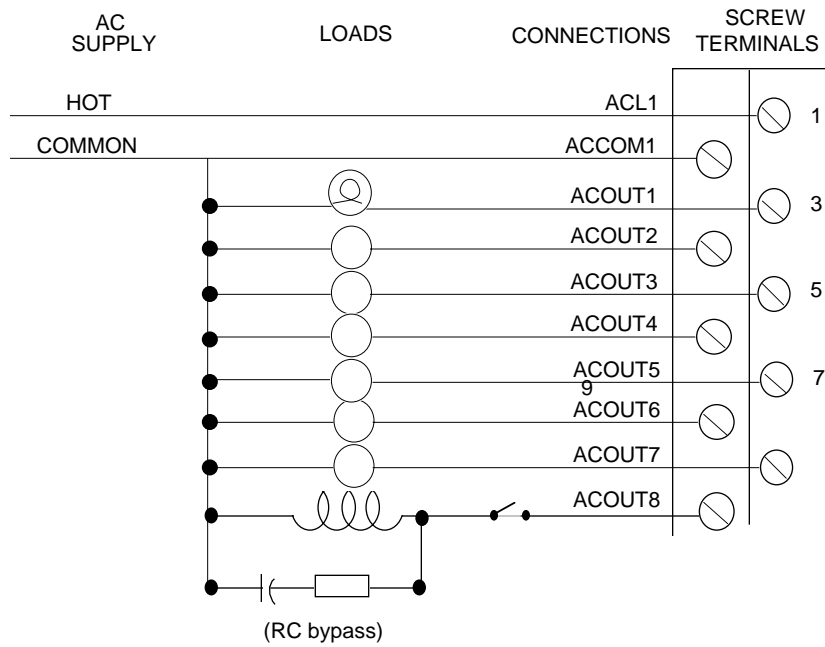 AC
SUPPLY
LOADS
CONNECTIONS
SCREW
TERMINALS
HOT
ACL1
1
COMMON
ACCOM1
ACOUT1
3
ACOUT2
ACOUT3
5
ACOUT4
ACOUT5
7
9
ACOUT6
ACOUT7
ACOUT8
(RC bypass)